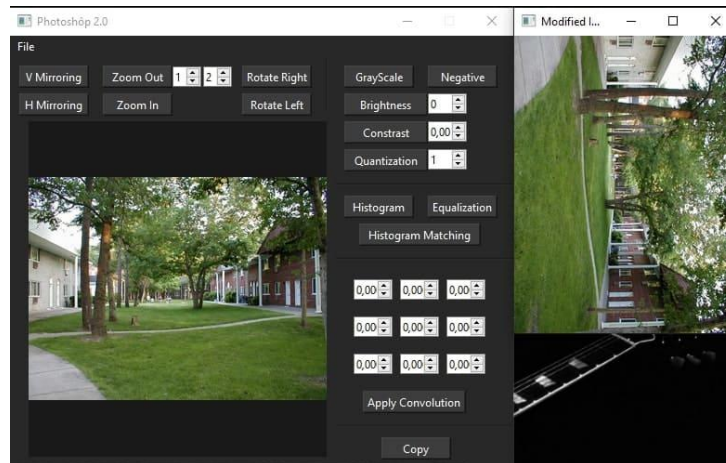 Photoshóp 2.0
Modified I...
File
V Mirroring Zoom Out 1 2 Rotate Right
H Mirroring Zoom In Rotate Left
GrayScale Negative
Brightness 0
Constrast 0,00
Quantization 1
Histogram Equalization
Histogram Matching
0,00 0,00 0,00
0,00 0,00 0,00
0,00 0,00 0,00
Apply Convolution
Copy